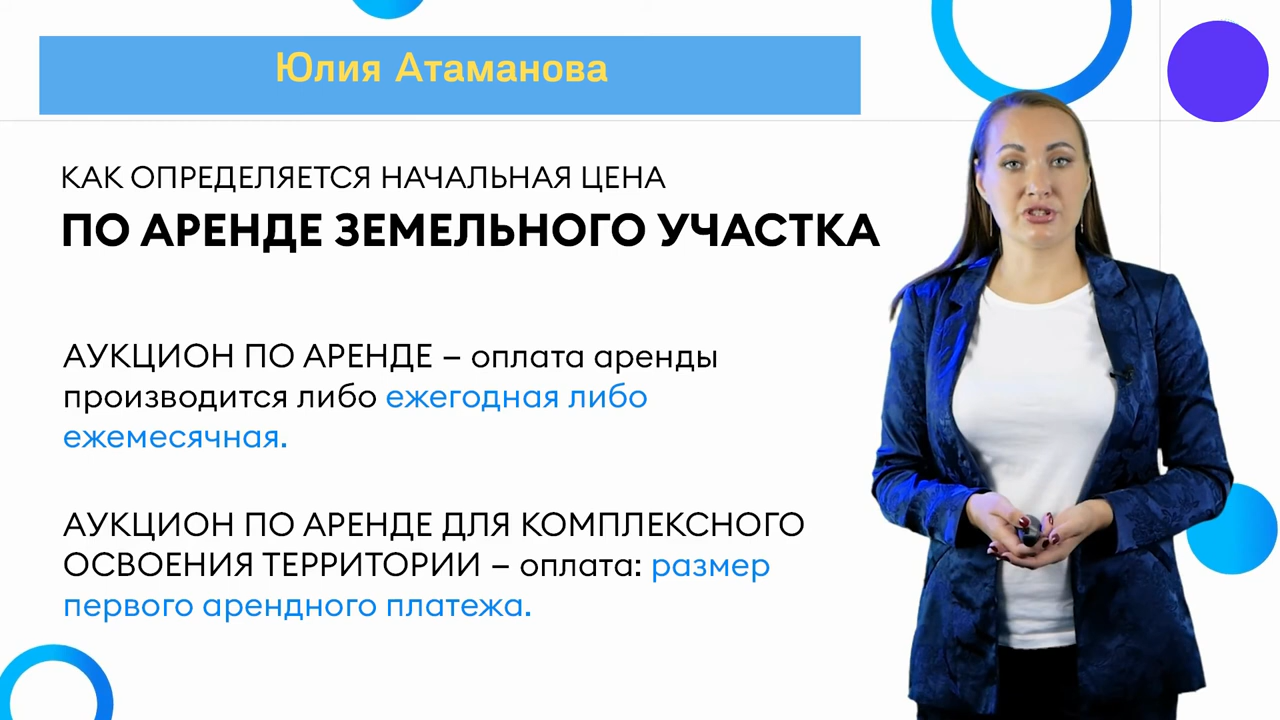 Юлия Атаманова
КАК ОПРЕДЕЛЯЕТСЯ НАЧАЛЬНАЯ ЦЕНА
ПО АРЕНДЕ ЗЕМЕЛЬНОГО УЧАСТКА
АУКЦИОН ПО АРЕНДЕ – оплата аренды
производится либо ежегодная либо
ежемесячная.
АУКЦИОН ПО АРЕНДЕ ДЛЯ КОМПЛЕКСНОГО
ОСВОЕНИЯ ТЕРРИТОРИИ – оплата: размер
первого арендного платежа.